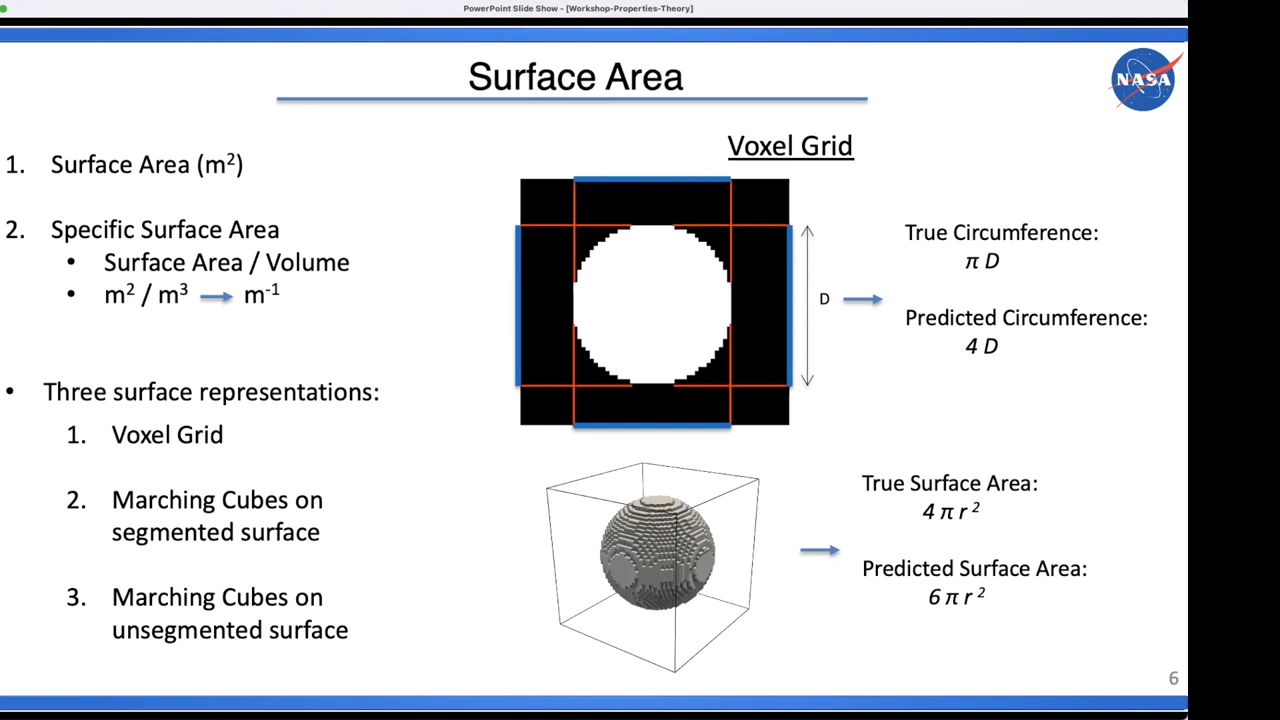 PowerPoint Slide Show - [Workshop-Properties-Theory]
Surface Area
NASA
1. Surface Area (m²)
2. Specific Surface Area
• Surface Area / Volume
• m² / m³ → m⁻¹
• Three surface representations:
1. Voxel Grid
2. Marching Cubes on
segmented surface
3. Marching Cubes on
unsegmented surface
Voxel Grid
D
True Circumference:
π D
Predicted Circumference:
4 D
True Surface Area:
4 π r ²
Predicted Surface Area:
6 π r ²
6